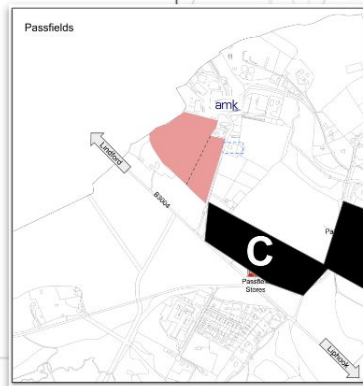 Passfields
amk
Lindford
B3004
C
Passfield
Stores
Liphook